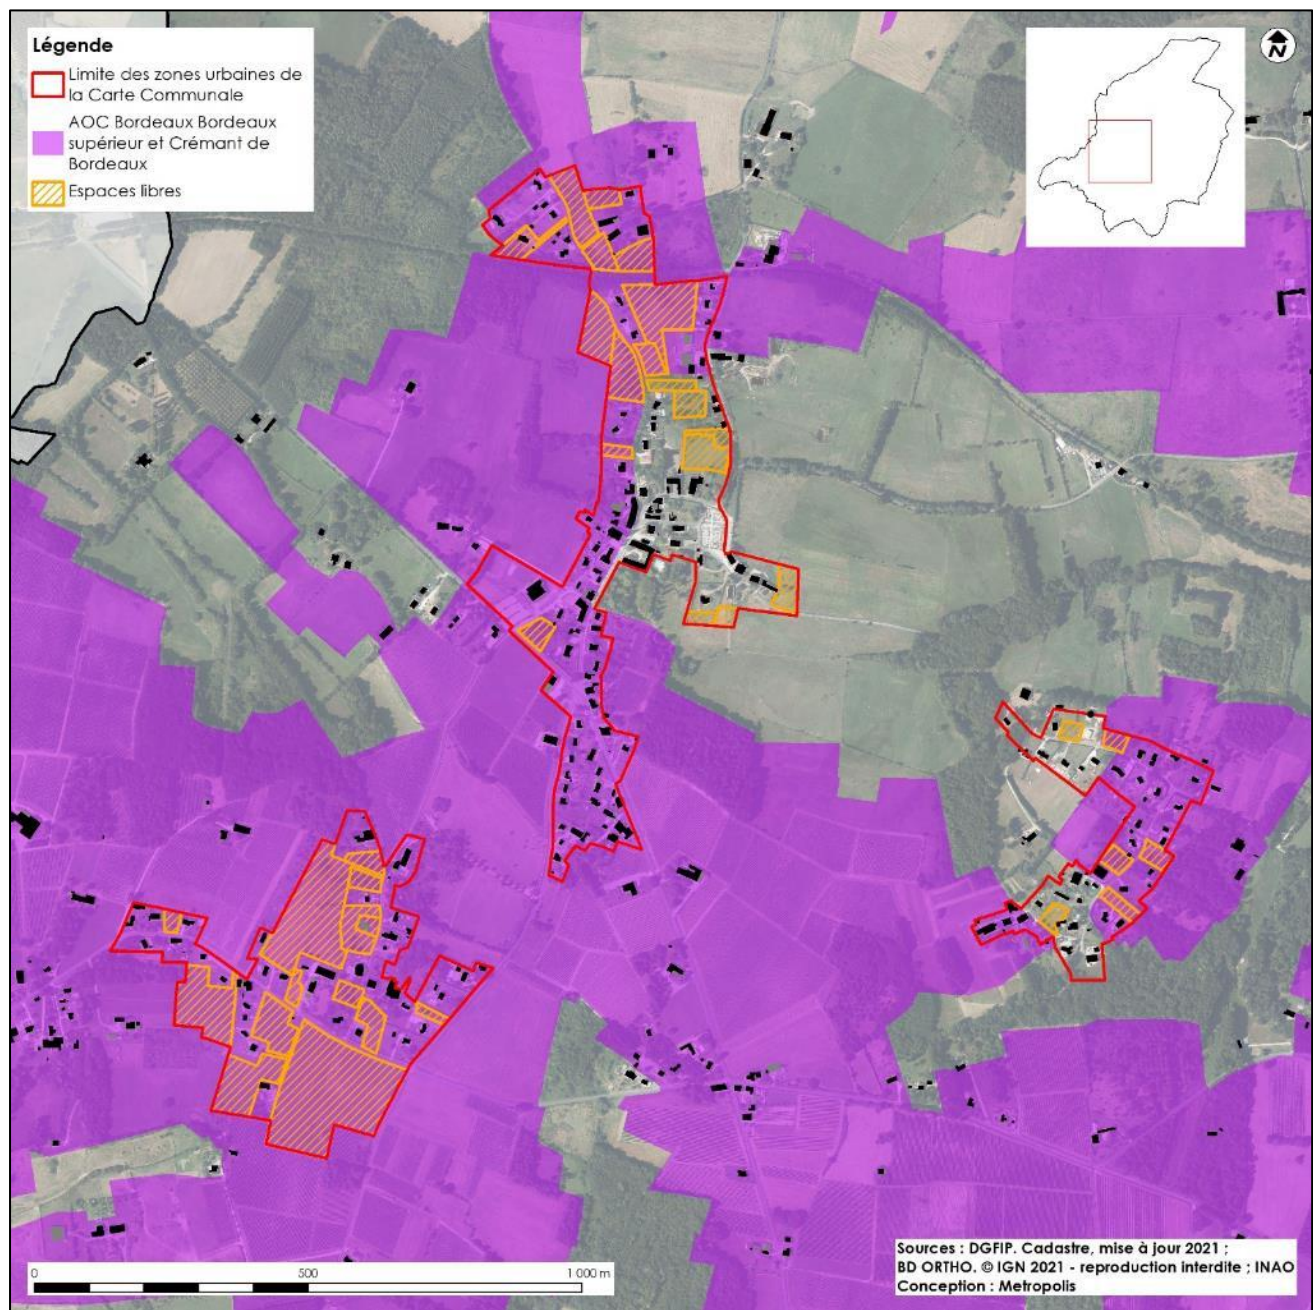 Légende
Limite des zones urbaines de
la Carte Communale
AOC Bordeaux Bordeaux
supérieur et Crémant de
Bordeaux
Espaces libres
N
0 500 1 000 m
Sources : DGFIP. Cadastre, mise à jour 2021 ;
BD ORTHO. © IGN 2021 - reproduction interdite ; INAO
Conception : Metropolis